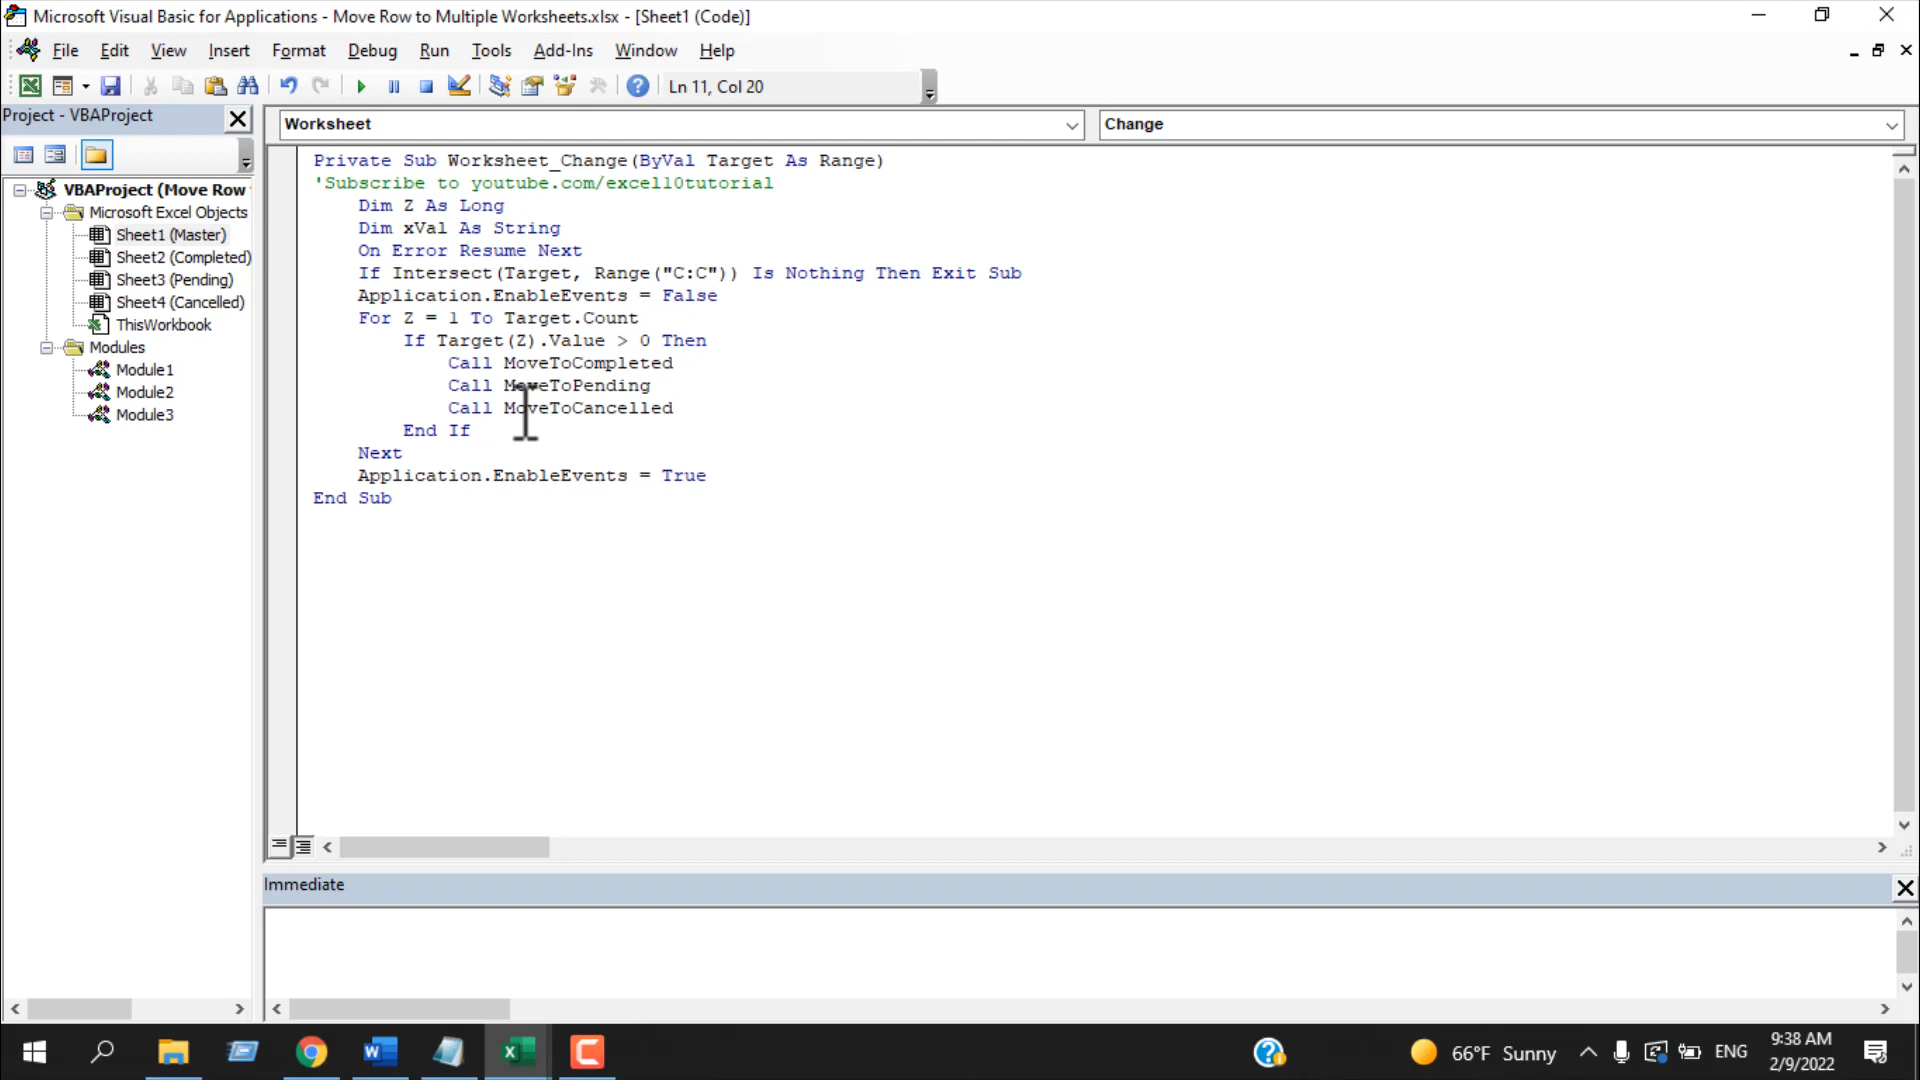 Microsoft Visual Basic for Applications - Move Row to Multiple Worksheets.xlsx - [Sheet1 (Code)]
File Edit View Insert Format Debug Run Tools Add-Ins Window Help
Ln 11, Col 20
Project - VBAProject
VBAProject (Move Row
Microsoft Excel Objects
Sheet1 (Master)
Sheet2 (Completed)
Sheet3 (Pending)
Sheet4 (Cancelled)
ThisWorkbook
Modules
Module1
Module2
Module3
Worksheet
Change
Private Sub Worksheet_Change(ByVal Target As Range)
'Subscribe to youtube.com/excel10tutorial
Dim Z As Long
Dim xVal As String
On Error Resume Next
If Intersect(Target, Range("C:C")) Is Nothing Then Exit Sub
Application.EnableEvents = False
For Z = 1 To Target.Count
If Target(Z).Value > 0 Then
Call MoveToCompleted
Call MoveToPending
Call MoveToCancelled
End If
Next
Application.EnableEvents = True
End Sub
Immediate
66°F Sunny
ENG
9:38 AM
2/9/2022